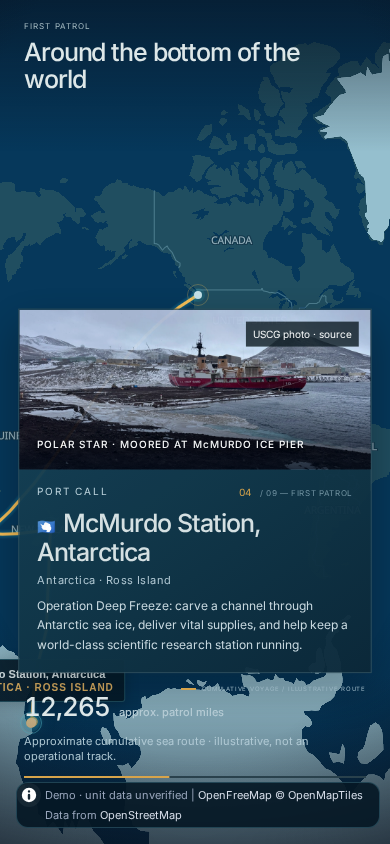 FIRST PATROL
Around the bottom of the
world
CANADA
USCG photo · source
POLAR STAR · MOORED AT McMURDO ICE PIER
PORT CALL
04 / 09 — FIRST PATROL
🇦🇶 McMurdo Station,
Antarctica
Antarctica · Ross Island
Operation Deep Freeze: carve a channel through
Antarctic sea ice, deliver vital supplies, and help keep a
world-class scientific research station running.
o Station, Antarctica
TICA · ROSS ISLAND
VOYAGE | ILLUSTRATIVE ROUTE
12,265 approx. patrol miles
Approximate cumulative sea route · illustrative, not an
operational track.
Demo · unit data unverified | OpenFreeMap © OpenMapTiles
Data from OpenStreetMap